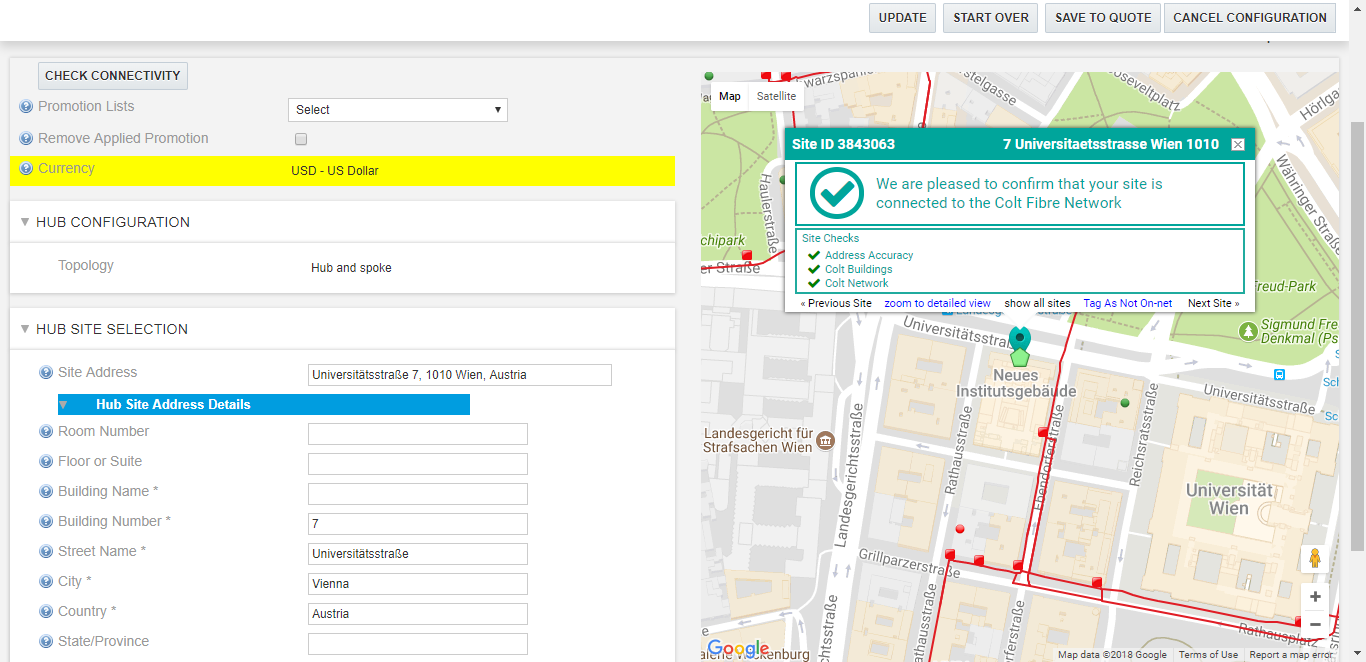 UPDATE
START OVER
SAVE TO QUOTE
CANCEL CONFIGURATION
CHECK CONNECTIVITY
Promotion Lists
Select
Remove Applied Promotion
Currency
USD - US Dollar
HUB CONFIGURATION
Topology
Hub and spoke
HUB SITE SELECTION
Site Address
Universitätsstraße 7, 1010 Wien, Austria
Hub Site Address Details
Room Number
Floor or Suite
Building Name *
Building Number *
7
Street Name *
Universitätsstraße
City *
Vienna
Country *
Austria
State/Province
Map
Satellite
Site ID 3843063
7 Universitaetsstrasse Wien 1010
We are pleased to confirm that your site is
connected to the Colt Fibre Network
Site Checks
Address Accuracy
Colt Buildings
Colt Network
« Previous Site
zoom to detailed view
show all sites
Tag As Not On-net
Next Site »
warzspani
stelgasse
oseveltplatz
Hörlga
Währinger Straße
Haulerstraße
chipark
er Straße
Freud-Park
Sigmund Fre
Denkmal (Ps
Universitätsstraß
Neues
Institutsgebäude
Universitätsstraße
Landesgericht für
Strafsachen Wien
Landesgerichtsstraße
Rathausstraße
Ebendorferstraße
Reichsratsstraße
Universität
Wien
Grillparzerstraße
Rathausstraße
htsstraße
rferstraße
Rathausplatz
Google
Map data ©2018 Google
Terms of Use
Report a map error